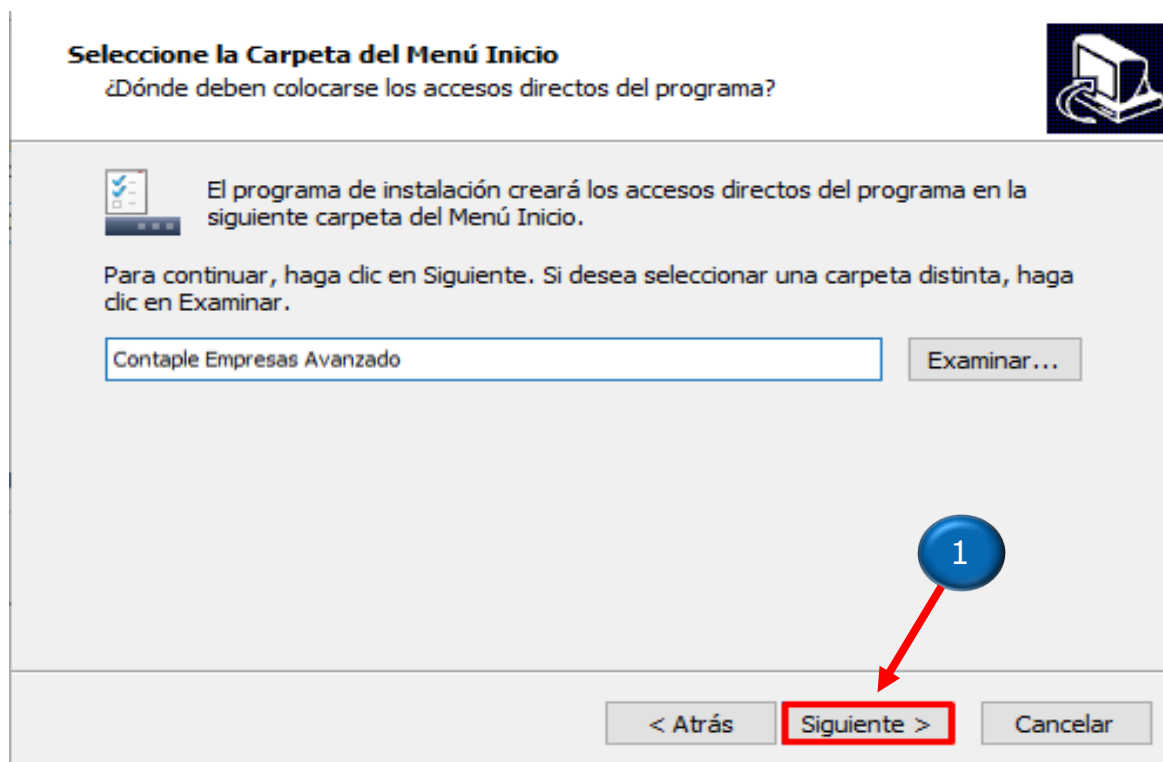 Seleccione la Carpeta del Menú Inicio
¿Dónde deben colocarse los accesos directos del programa?
El programa de instalación creará los accesos directos del programa en la
siguiente carpeta del Menú Inicio.
Para continuar, haga clic en Siguiente. Si desea seleccionar una carpeta distinta, haga
clic en Examinar.
Contaple Empresas Avanzado
Examinar...
1
< Atrás
Siguiente >
Cancelar